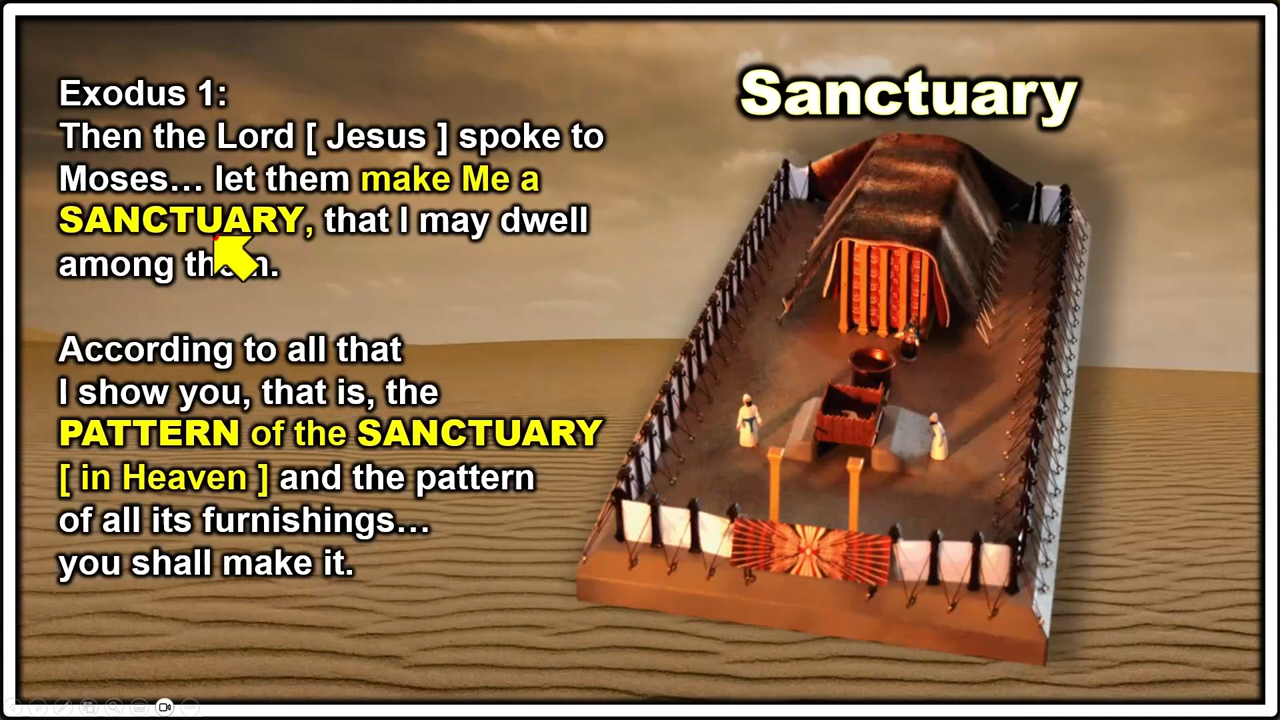 Exodus 1:
Then the Lord [ Jesus ] spoke to
Moses… let them make Me a
SANCTUARY, that I may dwell
among them.
According to all that
I show you, that is, the
PATTERN of the SANCTUARY
[ in Heaven ] and the pattern
of all its furnishings…
you shall make it.
Sanctuary